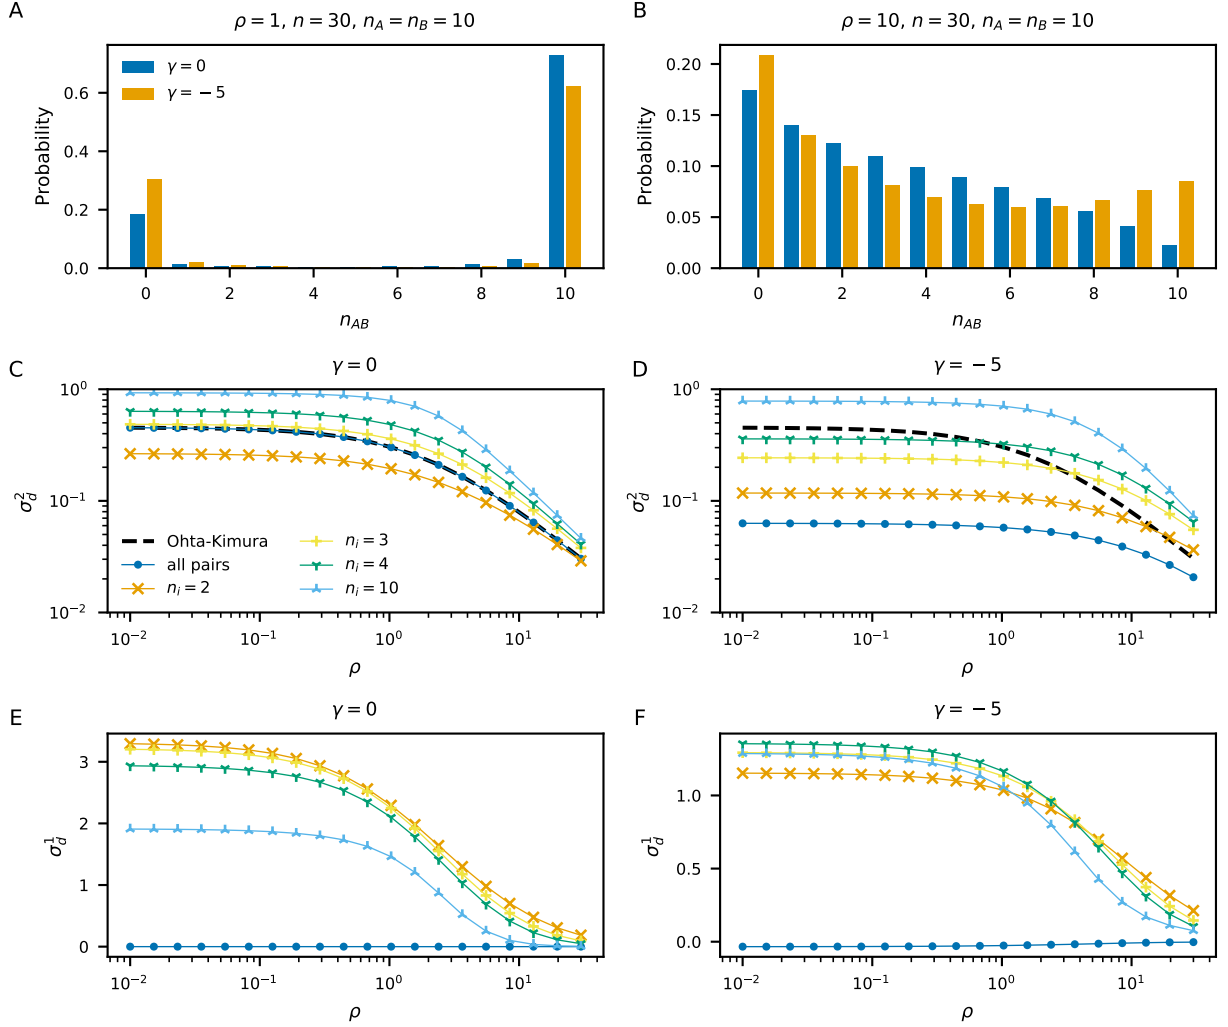 A
ρ = 1, n = 30, n_A = n_B = 10
Probability
0.6
0.4
0.2
0.0
γ = 0
γ = −5
0 2 4 6 8 10
n_AB
B
ρ = 10, n = 30, n_A = n_B = 10
Probability
0.20
0.15
0.10
0.05
0.00
0 2 4 6 8 10
n_AB
C
γ = 0
σ_d^2
10^0
10^−1
10^−2
Ohta-Kimura
all pairs
n_i = 2
n_i = 3
n_i = 4
n_i = 10
10^−2 10^−1 10^0 10^1
ρ
D
γ = −5
σ_d^2
10^0
10^−1
10^−2
10^−2 10^−1 10^0 10^1
ρ
E
γ = 0
σ_d^1
3
2
1
0
10^−2 10^−1 10^0 10^1
ρ
F
γ = −5
σ_d^1
1.0
0.5
0.0
10^−2 10^−1 10^0 10^1
ρ